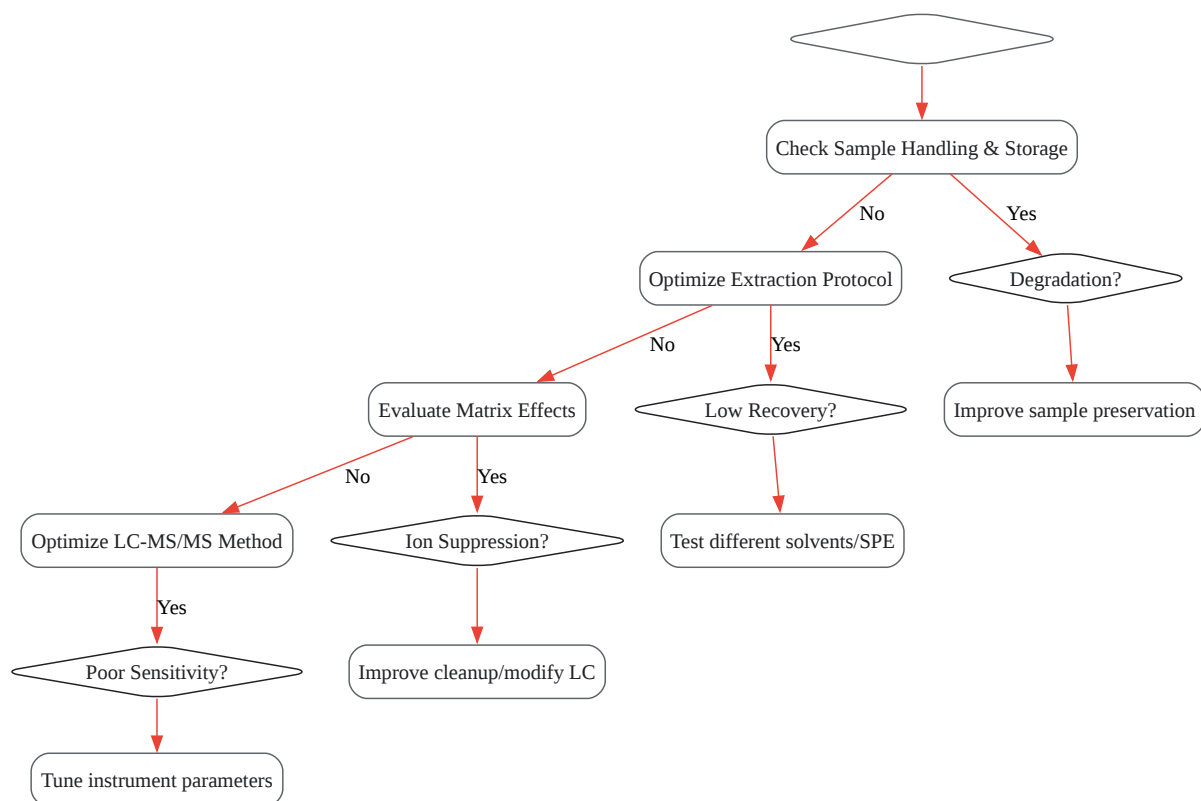 Check Sample Handling & Storage
No
Yes
Optimize Extraction Protocol
Degradation?
No
Yes
Evaluate Matrix Effects
Low Recovery?
Improve sample preservation
No
Yes
Optimize LC-MS/MS Method
Ion Suppression?
Test different solvents/SPE
Yes
Poor Sensitivity?
Improve cleanup/modify LC
Tune instrument parameters